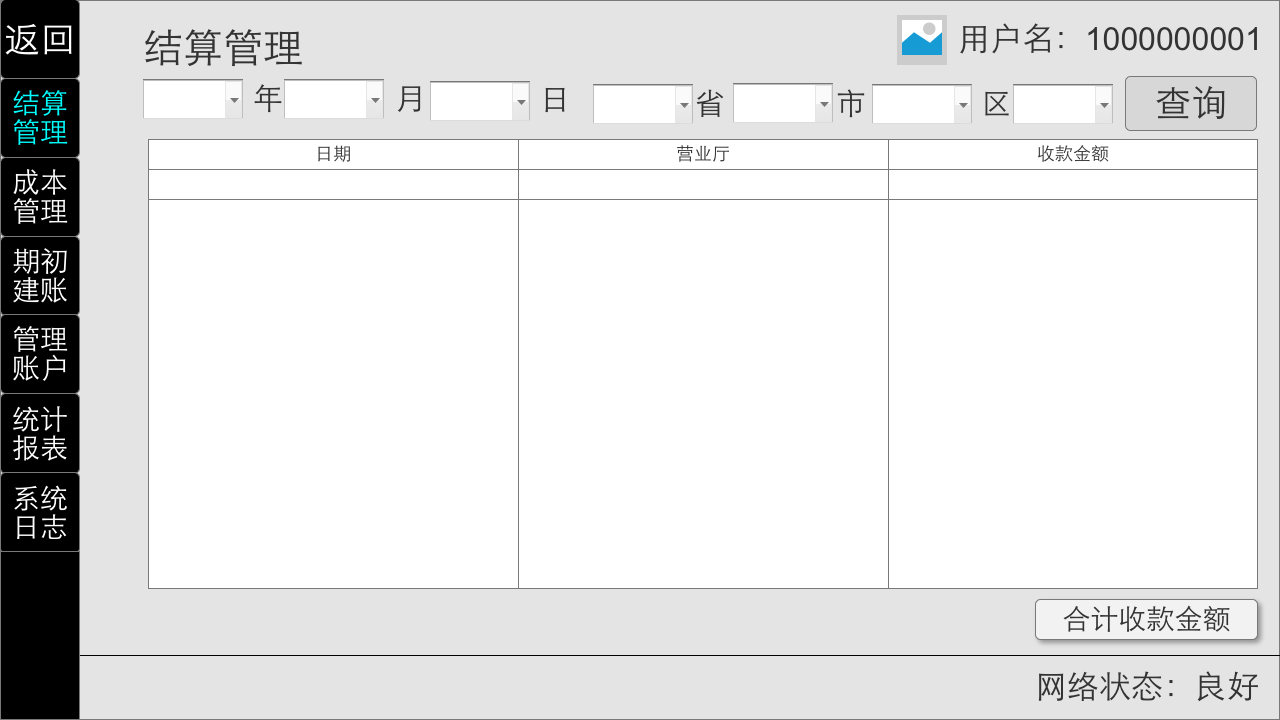 返回
结算管理
用户名：1000000001
年 月 日 省 市 区 查询
结算
管理
成本
管理
期初
建账
管理
账户
统计
报表
系统
日志
日期 营业厅 收款金额
合计收款金额
网络状态：良好